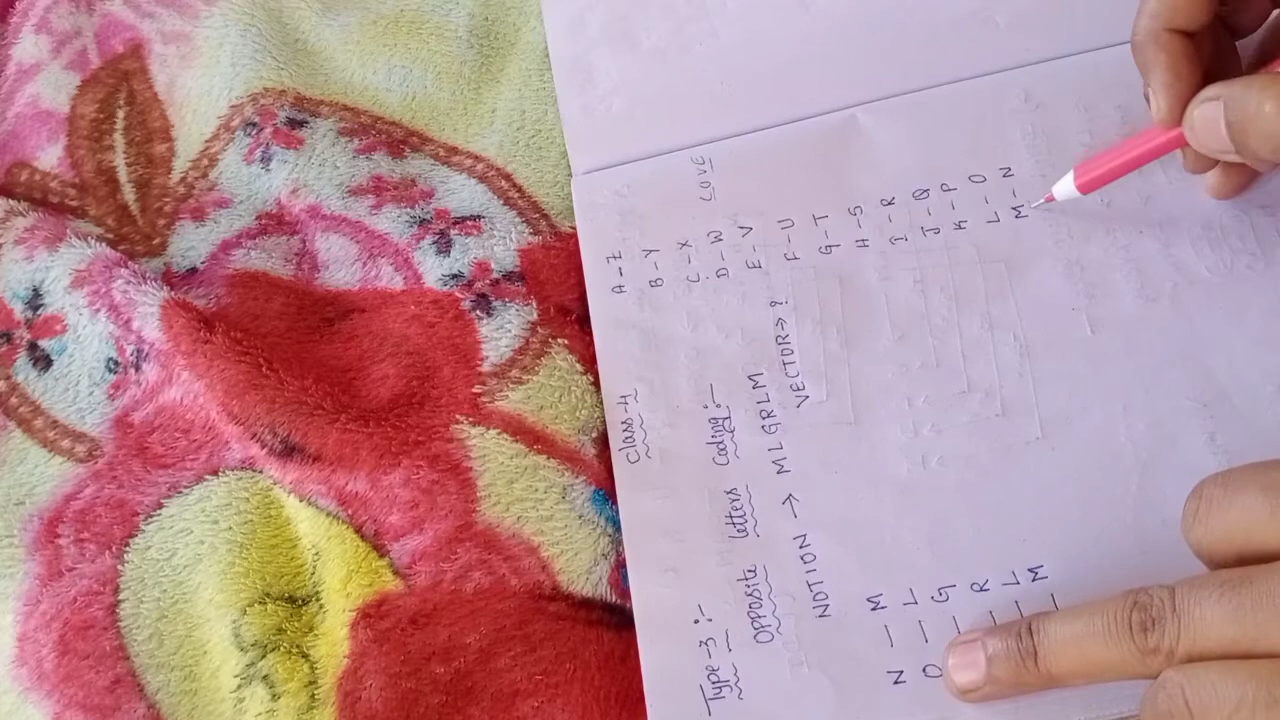 Class-4
Type-3 :-
Opposite letters Coding:-
NOTION → MLGRLM VECTOR→?
N — M
O — L
— G
— R
— L
— M
A-Z
B-Y
C-X
D-W LOVE
E-V
F-U
G-T
H-S
I-R
J-Q
K-P
L-O
M-N